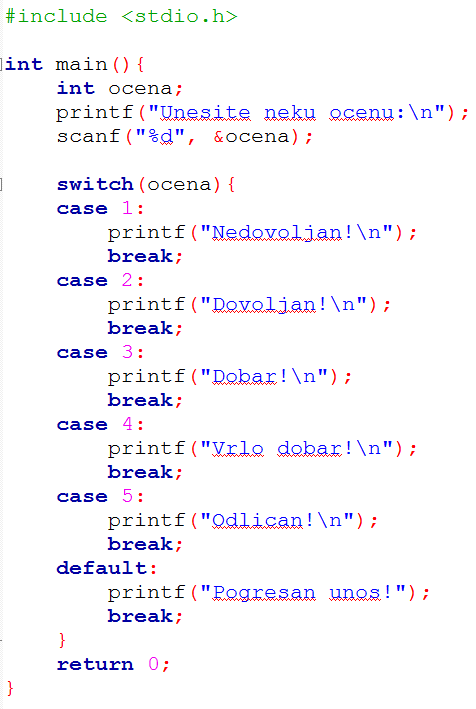 #include <stdio.h>
int main(){
int ocena;
printf("Unesite neku ocenu:\n");
scanf("%d", &ocena);
switch(ocena){
case 1:
printf("Nedovoljan!\n");
break;
case 2:
printf("Dovoljan!\n");
break;
case 3:
printf("Dobar!\n");
break;
case 4:
printf("Vrlo dobar!\n");
break;
case 5:
printf("Odlican!\n");
break;
default:
printf("Pogresan unos!");
break;
}
return 0;
}